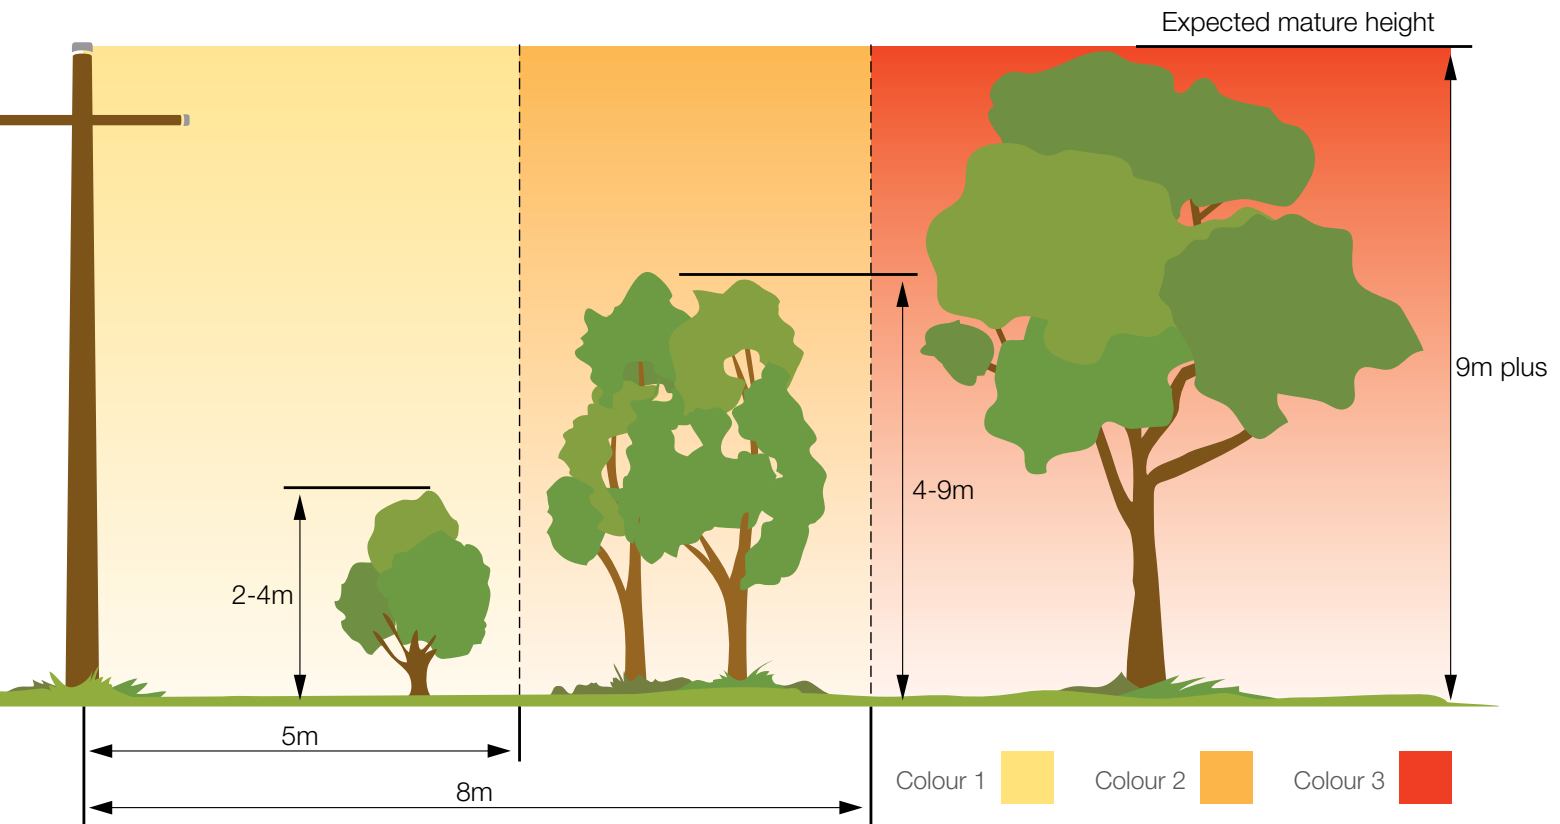 Expected mature height
9m plus
4-9m
2-4m
5m
8m
Colour 1
Colour 2
Colour 3